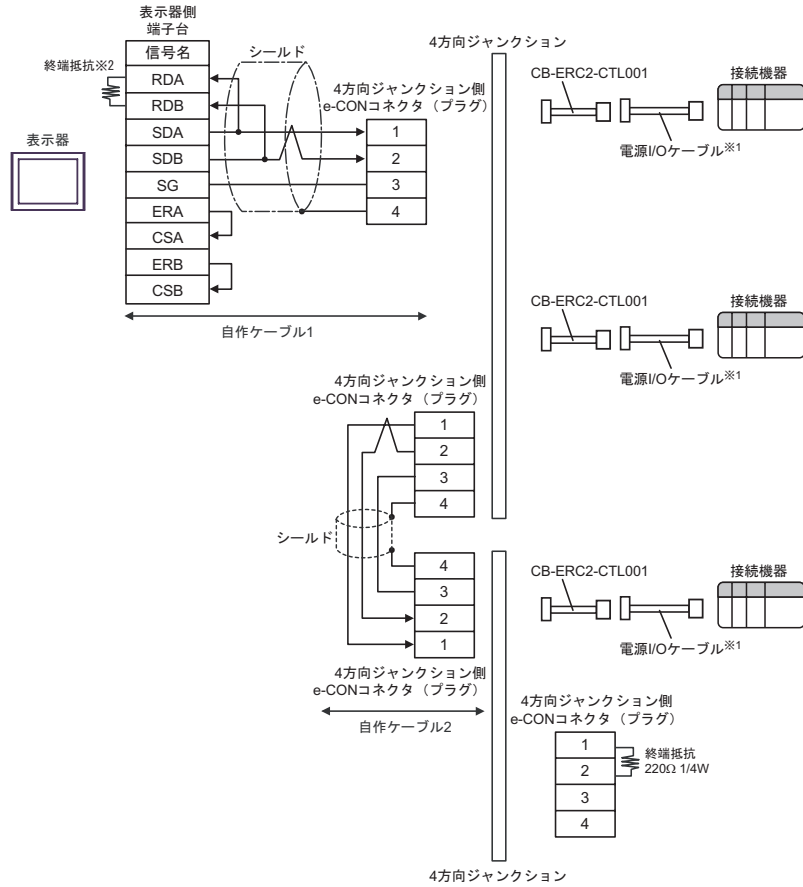 表示器側
端子台
信号名
RDA
RDB
SDA
SDB
SG
ERA
CSA
ERB
CSB
終端抵抗※2
表示器
シールド
4方向ジャンクション側
e-CONコネクタ（プラグ）
1
2
3
4
自作ケーブル1
4方向ジャンクション
CB-ERC2-CTL001
電源I/Oケーブル※1
接続機器
CB-ERC2-CTL001
電源I/Oケーブル※1
接続機器
4方向ジャンクション側
e-CONコネクタ（プラグ）
1
2
3
4
シールド
4
3
2
1
4方向ジャンクション側
e-CONコネクタ（プラグ）
自作ケーブル2
CB-ERC2-CTL001
電源I/Oケーブル※1
接続機器
4方向ジャンクション側
e-CONコネクタ（プラグ）
1
2
3
4
終端抵抗
220Ω 1/4W
4方向ジャンクション